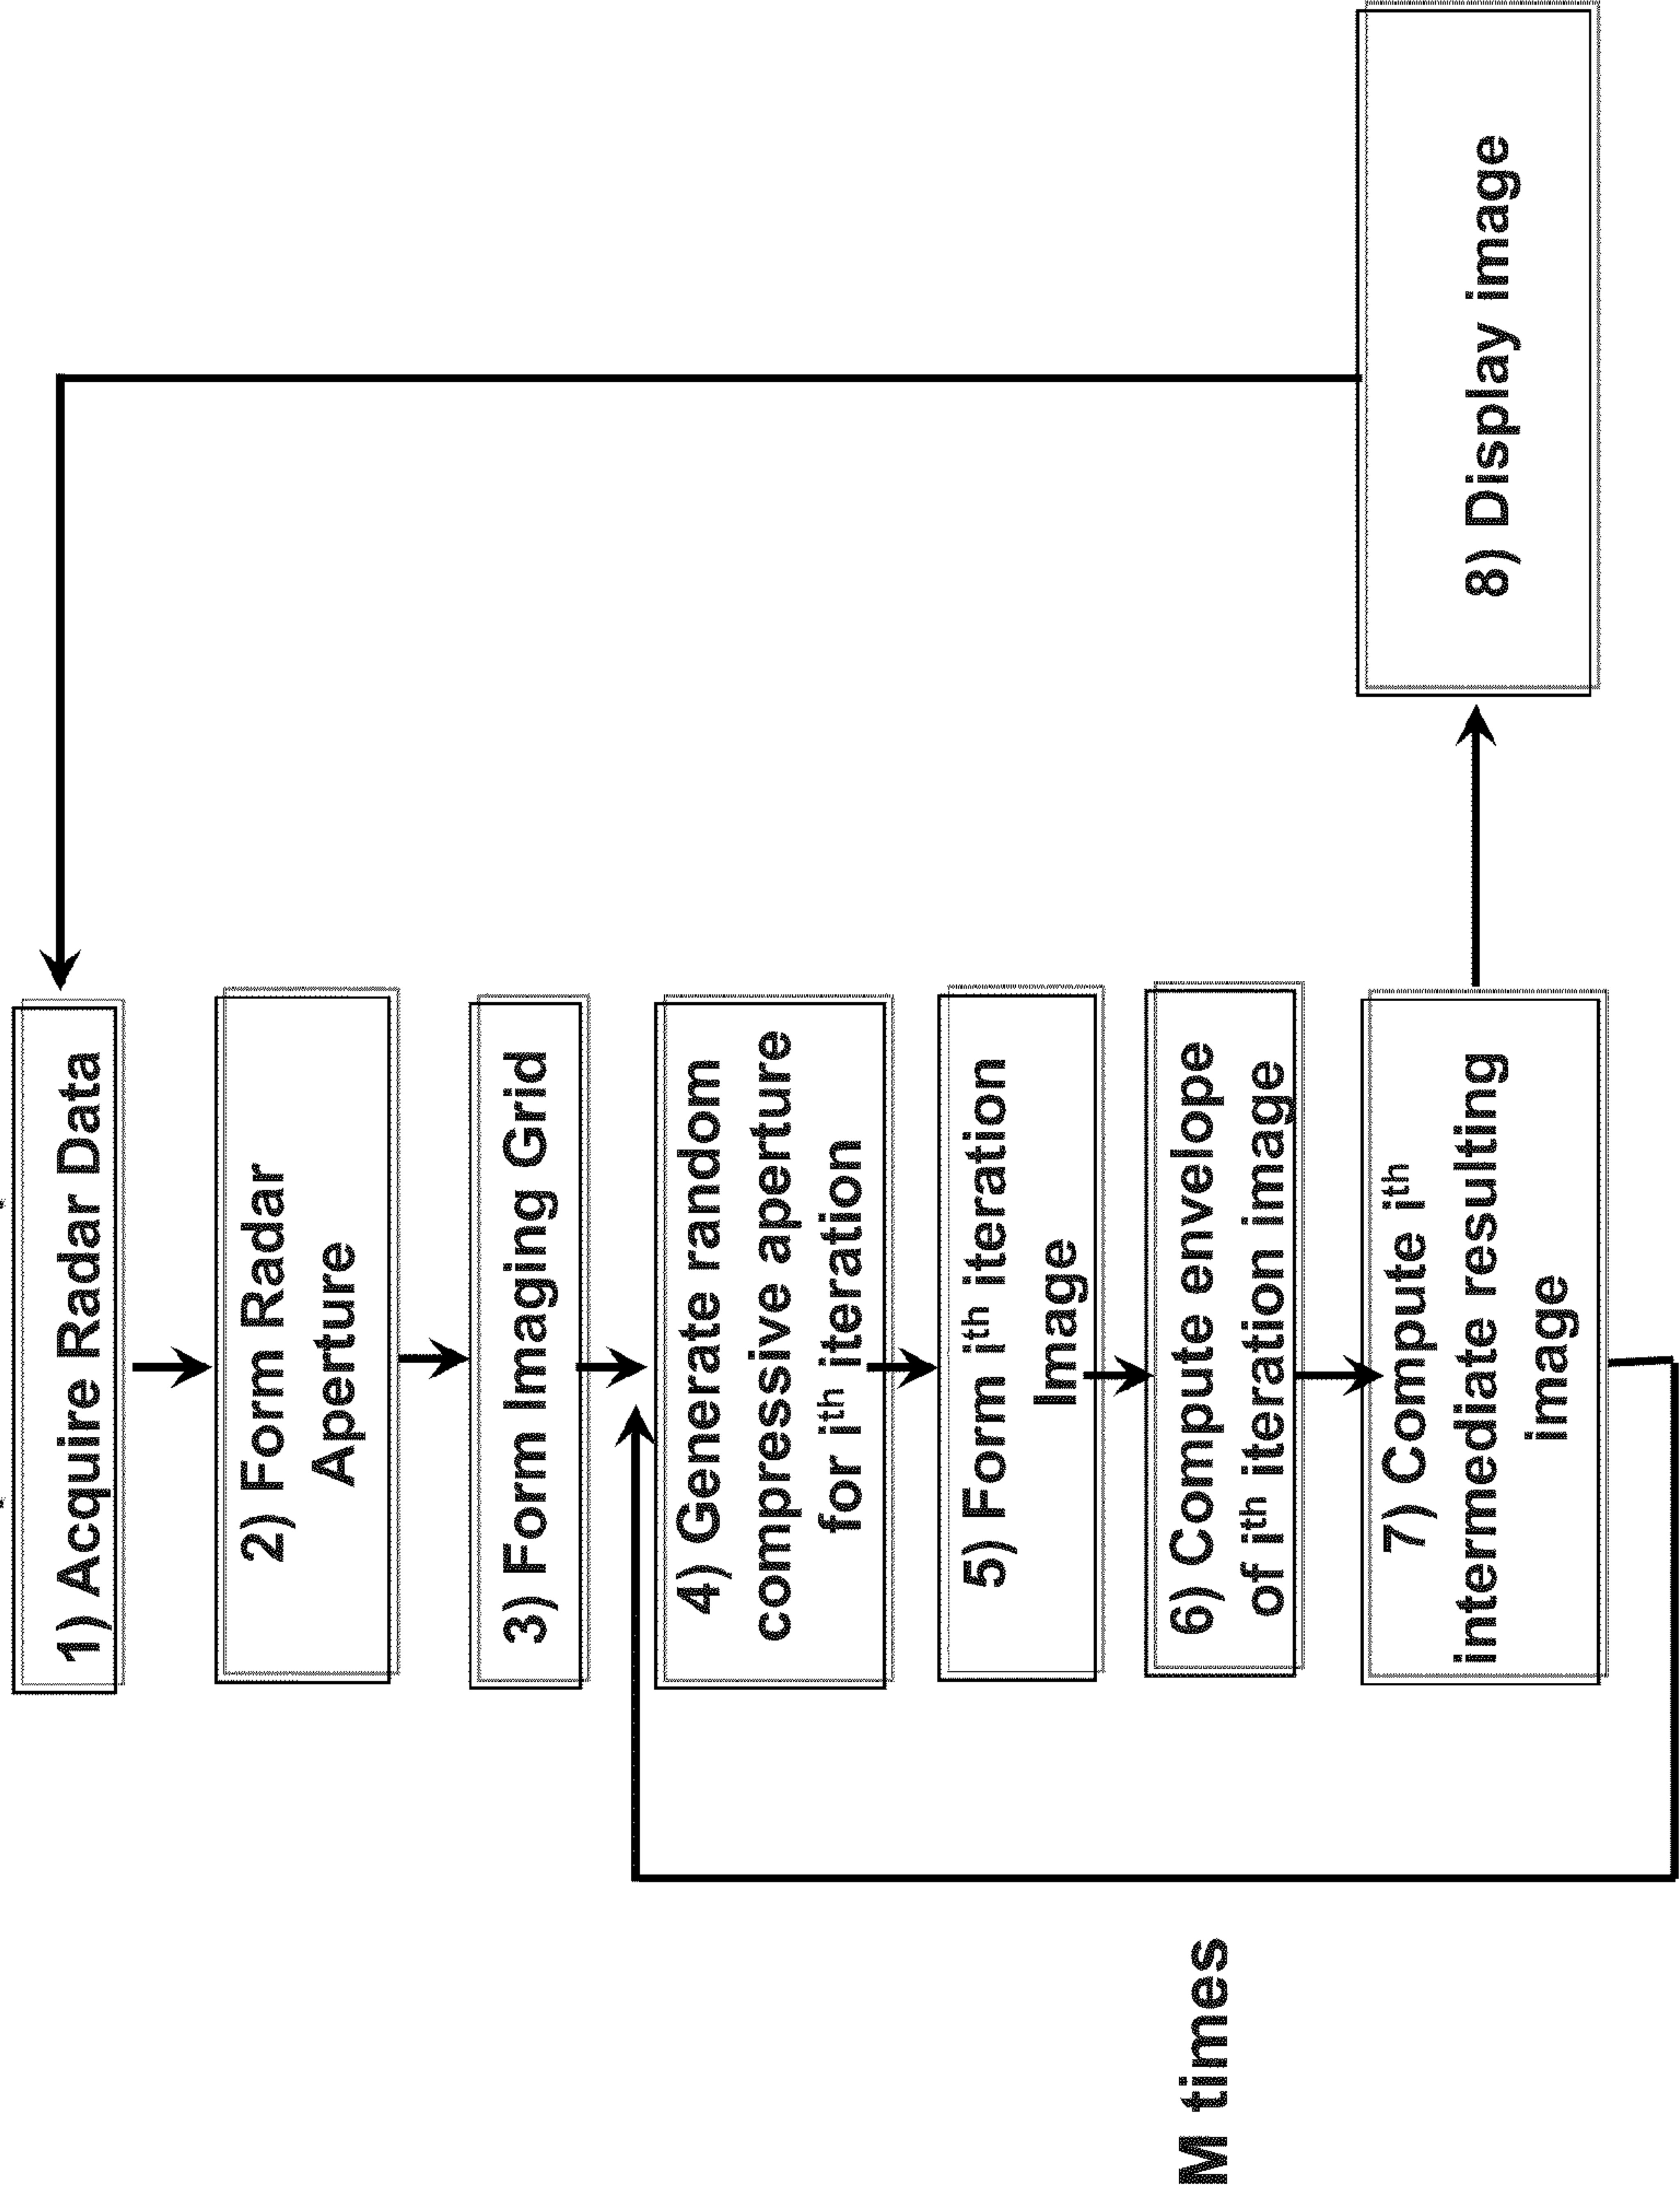 1) Acquire Radar Data
2) Form Radar
Aperture
3) Form Imaging Grid
4) Generate random
compressive aperture
for iᵗʰ iteration
5) Form iᵗʰ iteration
Image
6) Compute envelope
of iᵗʰ iteration image
7) Compute iᵗʰ
intermediate resulting
image
8) Display image
M times